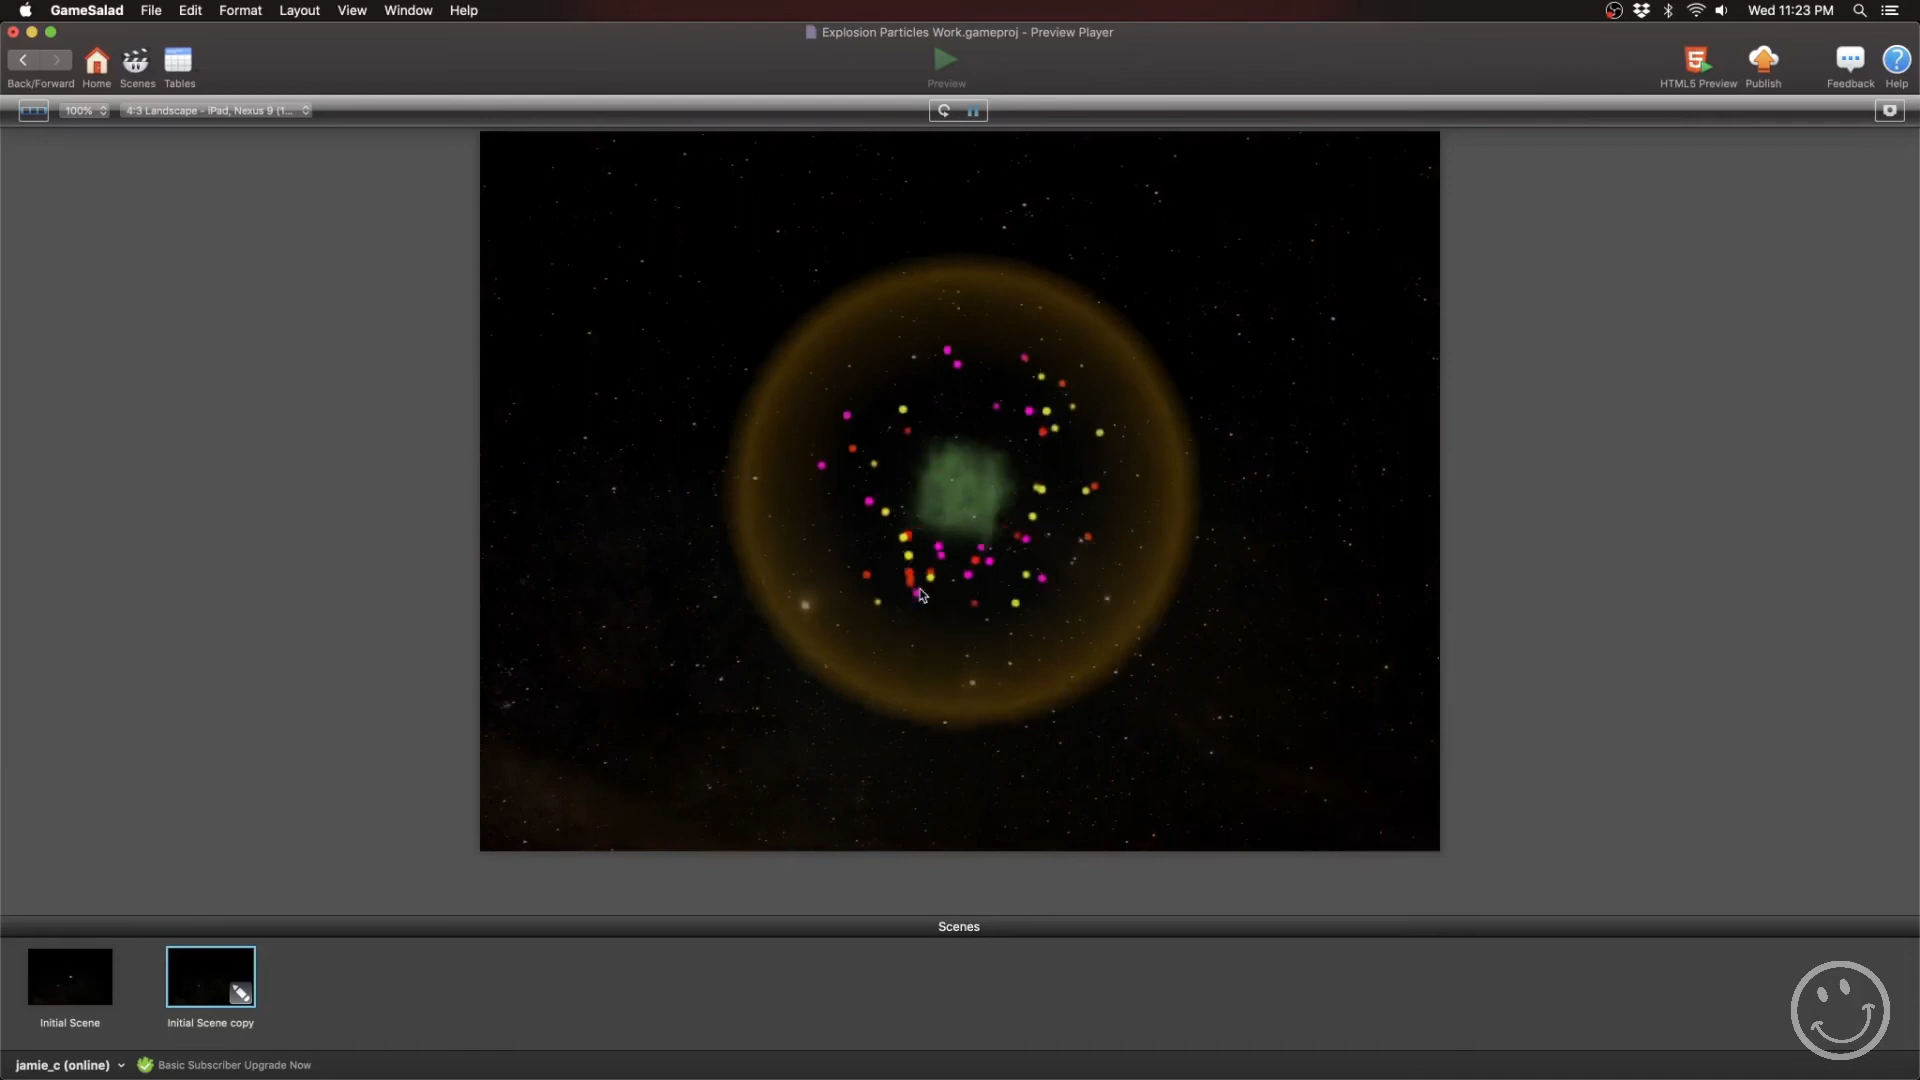 GameSalad File Edit Format Layout View Window Help
Wed 11:23 PM
Explosion Particles Work.gameproj - Preview Player
Back/Forward Home Scenes Tables
Preview
HTML5 Preview Publish Feedback Help
100%
4:3 Landscape - iPad, Nexus 9 (1...
Scenes
Initial Scene
Initial Scene copy
jamie_c (online)
Basic Subscriber Upgrade Now